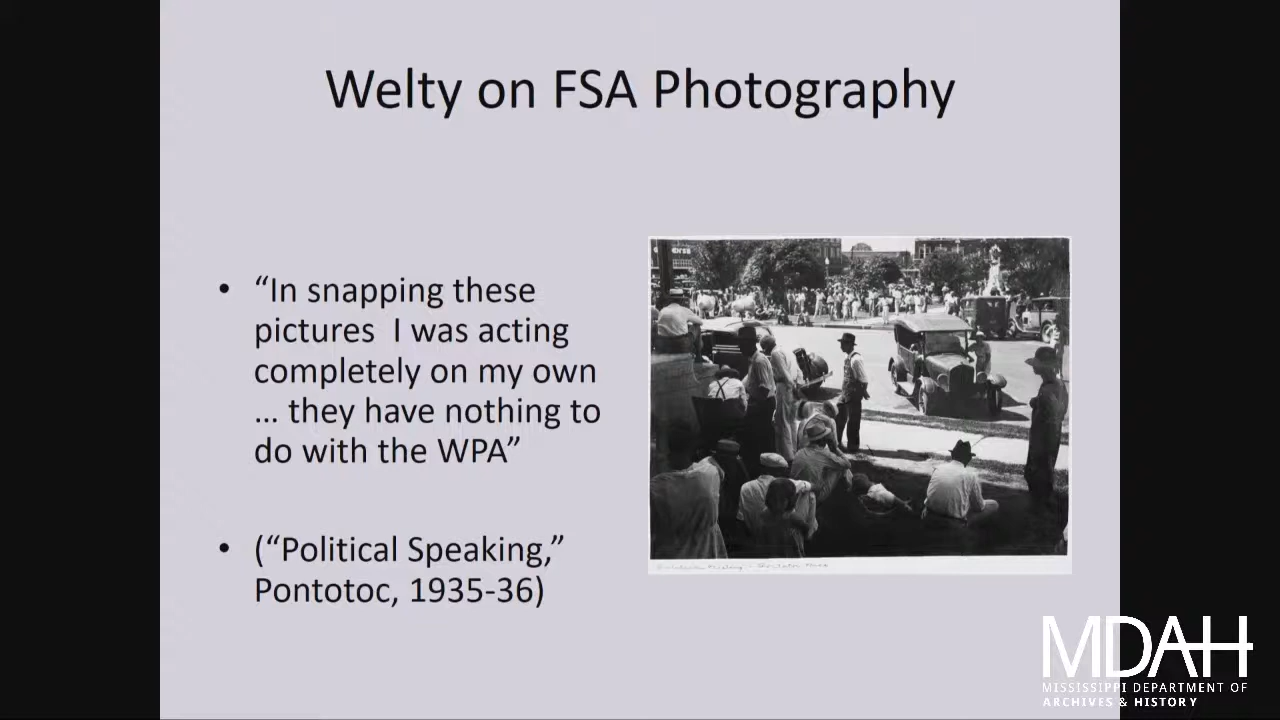 Welty on FSA Photography
• “In snapping these
pictures I was acting
completely on my own
… they have nothing to
do with the WPA”
• (“Political Speaking,”
Pontotoc, 1935-36)
MDAH
MISSISSIPPI DEPARTMENT OF
ARCHIVES & HISTORY